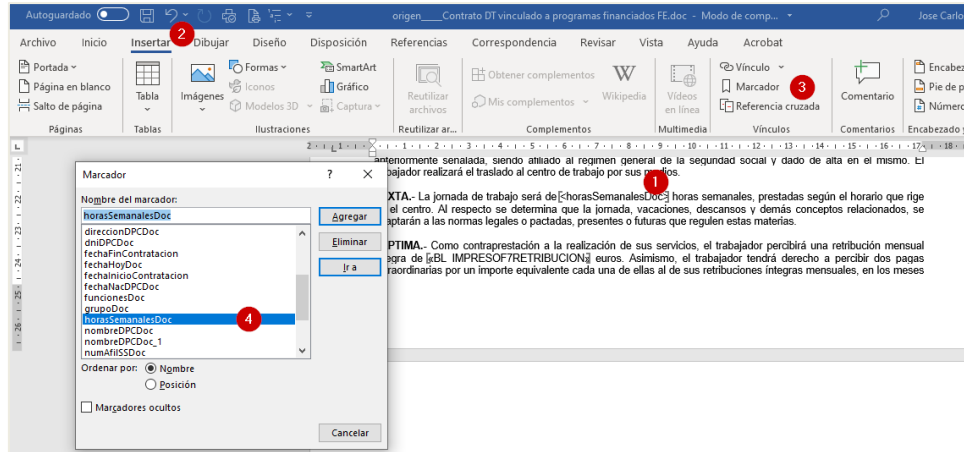 Autoguardado
origen____Contrato DT vinculado a programas financiados FE.doc - Modo de comp...
Jose Carlo
Archivo Inicio Insertar Dibujar Diseño Disposición Referencias Correspondencia Revisar Vista Ayuda Acrobat
2
Portada
Página en blanco
Salto de página
Páginas
Tabla
Tablas
Imágenes
Formas
Iconos
Modelos 3D
SmartArt
Gráfico
Captura
Ilustraciones
Reutilizar archivos
Reutilizar ar...
Obtener complementos
Mis complementos
Wikipedia
Complementos
Vídeos en línea
Multimedia
Vínculo
Marcador
3
Referencia cruzada
Vínculos
Comentario
Comentarios
Encabez
Pie de p
Número
Encabezado y
anteriormente señalada, siendo afiliado al régimen general de la seguridad social y dado de alta en el mismo. El
bajador realizará el traslado al centro de trabajo por sus medios.
1
XTA.- La jornada de trabajo será de [<horasSemanalesDoc>] horas semanales, prestadas según el horario que rige
el centro. Al respecto se determina que la jornada, vacaciones, descansos y demás conceptos relacionados, se
aptarán a las normas legales o pactadas, presentes o futuras que regulen estas materias.
PTIMA.- Como contraprestación a la realización de sus servicios, el trabajador percibirá una retribución mensual
egra de [«BL IMPRESOF7RETRIBUCION»] euros. Asimismo, el trabajador tendrá derecho a percibir dos pagas
raordinarias por un importe equivalente cada una de ellas al de sus retribuciones íntegras mensuales, en los meses
Marcador ? ×
Nombre del marcador:
horasSemanalesDoc
Agregar
Eliminar
Ir a
direccionDPCDoc
dniDPCDoc
fechaFinContratacion
fechaHoyDoc
fechaInicioContratacion
fechaNacDPCDoc
funcionesDoc
grupoDoc
horasSemanalesDoc
4
nombreDPCDoc
nombreDPCDoc_1
numAfilSSDoc
Ordenar por: Nombre
Posición
Marcadores ocultos
Cancelar